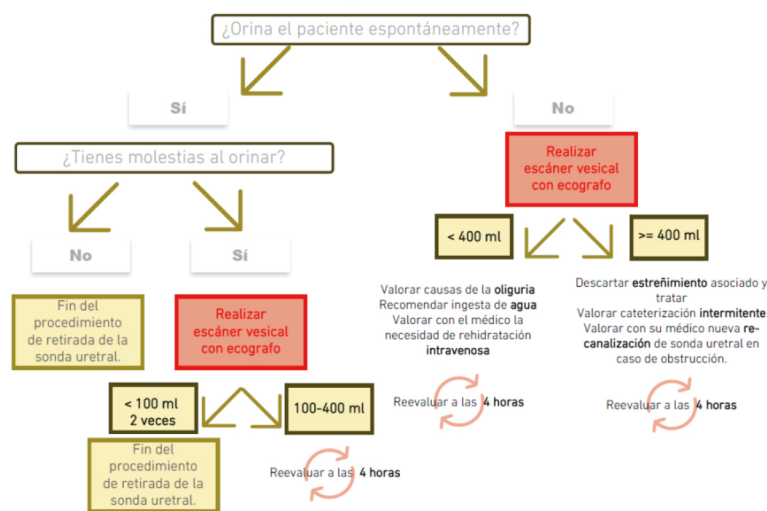 ¿Orina el paciente espontáneamente?
Sí
No
¿Tienes molestias al orinar?
Realizar
escáner vesical
con ecografo
No
Sí
< 400 ml
>= 400 ml
Fin del
procedimiento
de retirada de la
sonda uretral.
Realizar
escáner vesical
con ecografo
Valorar causas de la oliguria
Recomendar ingesta de agua
Valorar con el médico la
necesidad de rehidratación
intravenosa
Descartar estreñimiento asociado y
tratar
Valorar cateterización intermitente
Valorar con su médico nueva re-
canalización de sonda uretral en
caso de obstrucción.
< 100 ml
2 veces
100-400 ml
Reevaluar a las 4 horas
Reevaluar a las 4 horas
Fin del
procedimiento
de retirada de la
sonda uretral.
Reevaluar a las 4 horas